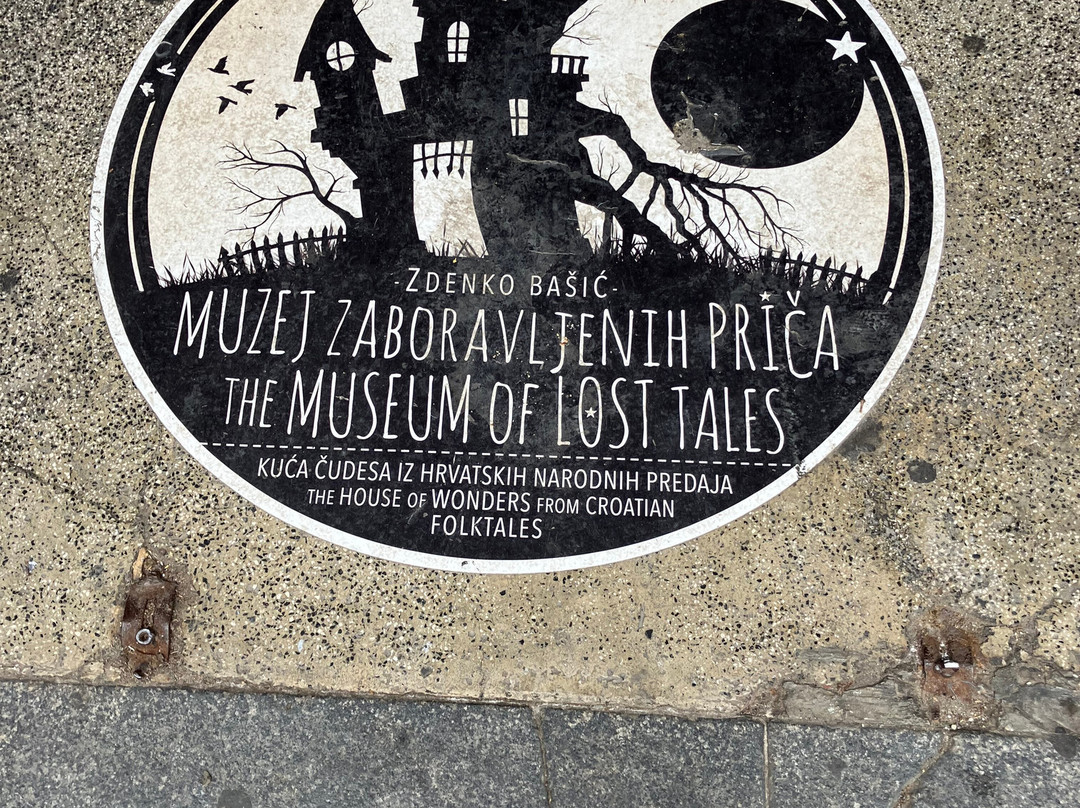 -ZDENKO BAŠIĆ-
MUZEJ ZABORAVLJENIH PRIČA
THE MUSEUM OF LOST TALES
KUĆA ČUDESA IZ HRVATSKIH NARODNIH PREDAJA
THE HOUSE OF WONDERS FROM CROATIAN
FOLKTALES